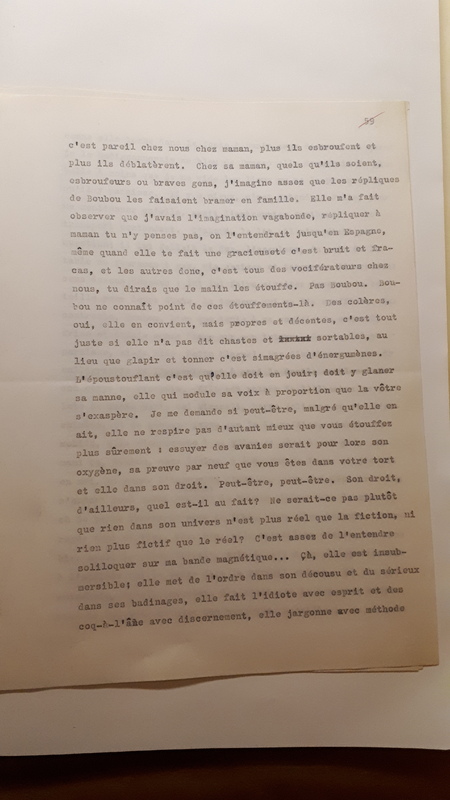 59
c'est pareil chez nous chez maman, plus ils esbroufent et
plus ils déblatèrent. Chez sa maman, quels qu'ils soient,
esbroufeurs ou braves gens, j'imagine assez que les répliques
de Boubou les faisaient bramer en famille. Elle m'a fait
observer que j'avais l'imagination vagabonde, répliquer à
maman tu n'y penses pas, on l'entendrait jusqu'en Espagne,
même quand elle te fait une gracieuseté c'est bruit et fra-
cas, et les autres donc, c'est tous des vociférateurs chez
nous, tu dirais que le malin les étouffe. Pas Boubou. Bou-
bou ne connaît point de ces étouffements-là. Des colères,
oui, elle en convient, mais propres et décentes, c'est tout
juste si elle n'a pas dit chastes et sortables, au
lieu que glapir et tonner c'est simagrées d'énergumènes.
L'époustouflant c'est qu'elle doit en jouir; doit y glaner
sa manne, elle qui module sa voix à proportion que la vôtre
s'exaspère. Je me demande si peut-être, malgré qu'elle en
ait, elle ne respire pas d'autant mieux que vous étouffez
plus sûrement : essuyer des avanies serait pour lors son
oxygène, sa preuve par neuf que vous êtes dans votre tort
et elle dans son droit. Peut-être, peut-être. Son droit,
d'ailleurs, quel est-il au fait? Ne serait-ce pas plutôt
que rien dans son univers n'est plus réel que la fiction, ni
rien plus fictif que le réel? C'est assez de l'entendre
soliloquer sur ma bande magnétique... Çà, elle est insub-
mersible; elle met de l'ordre dans son décousu et du sérieux
dans ses badinages, elle fait l'idiote avec esprit et des
coq-à-l'âne avec discernement, elle jargonne avec méthode